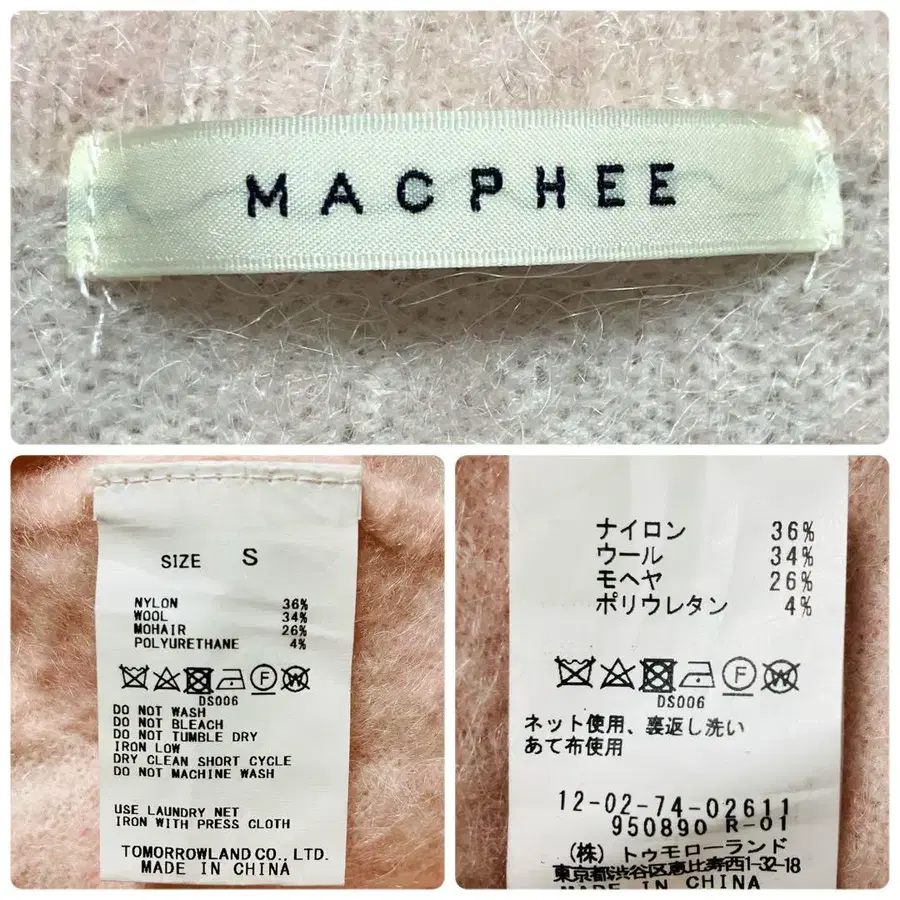 MACPHEE
SIZE S
NYLON 36%
WOOL 34%
MOHAIR 26%
POLYURETHANE 4%
DS006
DO NOT WASH
DO NOT BLEACH
DO NOT TUMBLE DRY
IRON LOW
DRY CLEAN SHORT CYCLE
DO NOT MACHINE WASH
USE LAUNDRY NET
IRON WITH PRESS CLOTH
TOMORROWLAND CO., LTD.
MADE IN CHINA
ナイロン 36%
ウール 34%
モヘヤ 26%
ポリウレタン 4%
F W
DS006
ネット使用、裏返し洗い
あて布使用
12-02-74-02611
950890 R-01
(株) トゥモローランド
東京都渋谷区恵比寿西1-32-18
MADE IN CHINA